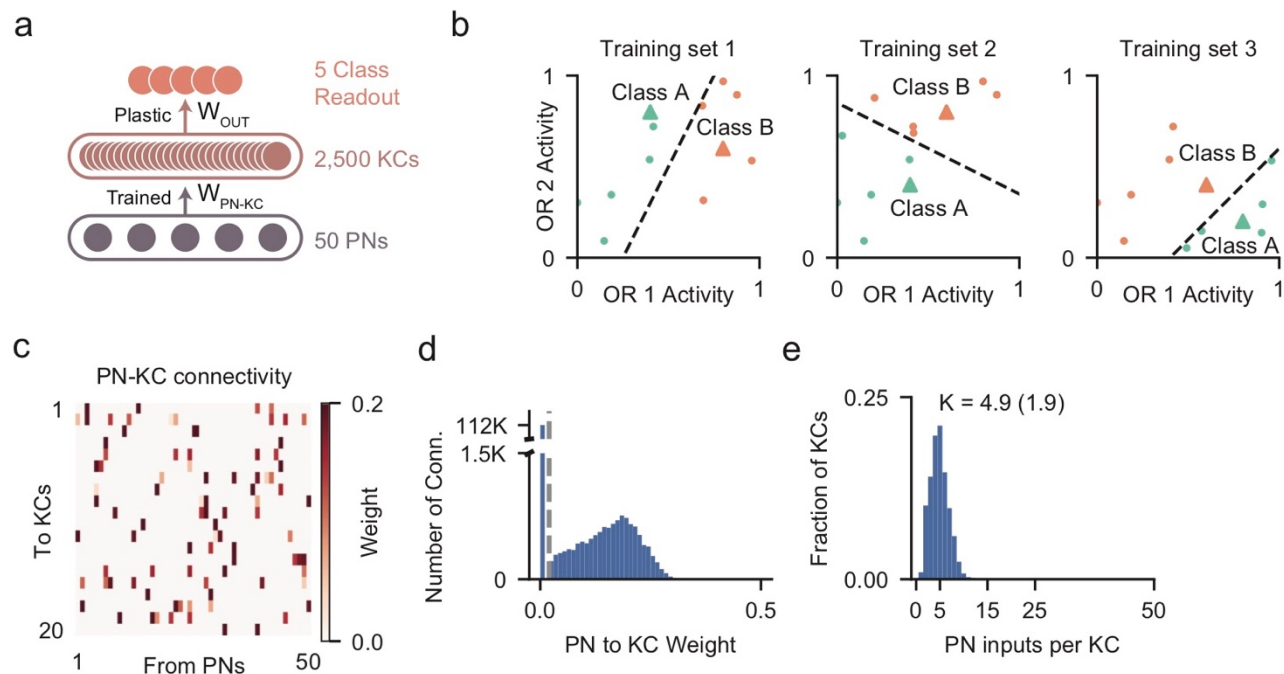 a
5 Class
Readout
Plastic
W_OUT
2,500 KCs
Trained
W_PN-KC
50 PNs
b
Training set 1
1
Class A
Class B
OR 2 Activity
0
0
OR 1 Activity
1
Training set 2
1
Class B
Class A
0
0
OR 1 Activity
1
Training set 3
1
Class B
Class A
0
0
OR 1 Activity
1
c
PN-KC connectivity
1
To KCs
20
1
From PNs
50
0.2
Weight
0.0
d
112K
1.5K
Number of Conn.
0
0.0
0.5
PN to KC Weight
e
K = 4.9 (1.9)
0.25
Fraction of KCs
0.00
0
5
15
25
50
PN inputs per KC